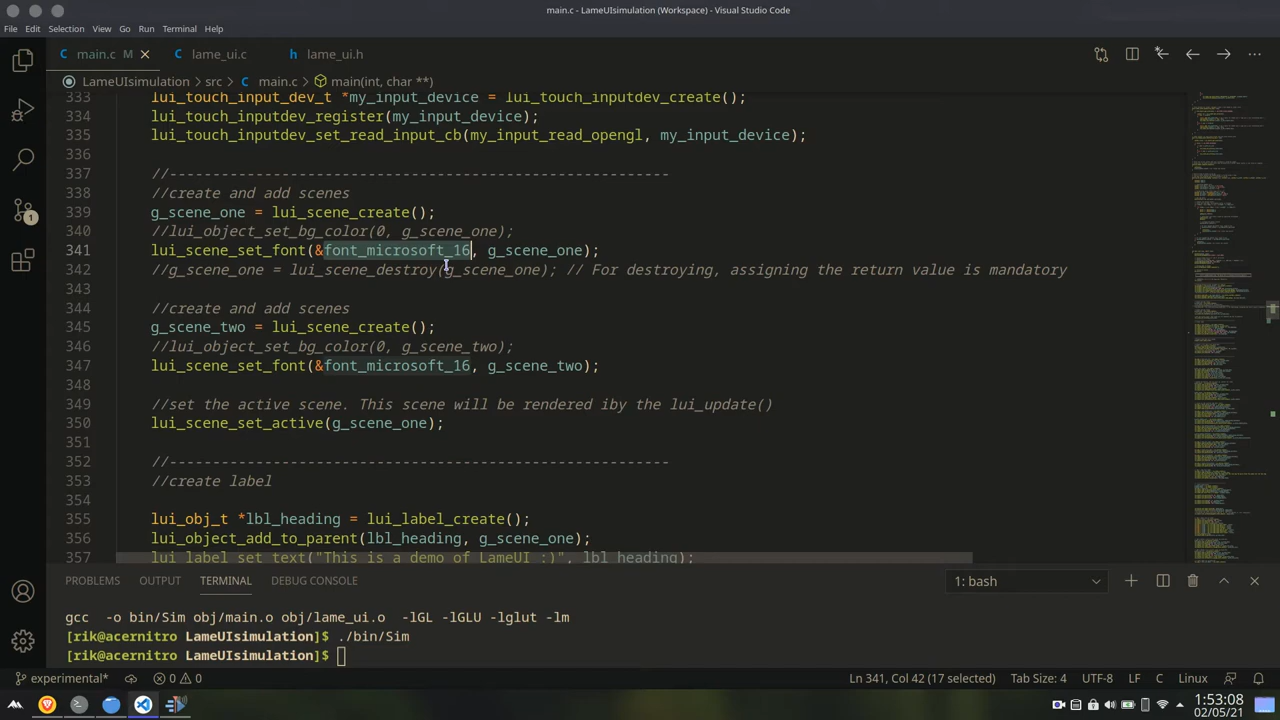 main.c - LameUIsimulation (Workspace) - Visual Studio Code
File Edit Selection View Go Run Terminal Help
C main.c M C lame_ui.c h lame_ui.h
LameUIsimulation > src > C main.c > main(int, char **)
333 lui_touch_input_dev_t *my_input_device = lui_touch_inputdev_create();
334 lui_touch_inputdev_register(my_input_device);
335 lui_touch_inputdev_set_read_input_cb(my_input_read_opengl, my_input_device);
336
337 //----------------------------------------------------------
338 //create and add scenes
339 g_scene_one = lui_scene_create();
340 //lui_object_set_bg_color(0, g_scene_one)
341 lui_scene_set_font(&font_microsoft_16, g_scene_one);
342 //g_scene_one = lui_scene_destroy(g_scene_one); // For destroying, assigning the return value is mandatory
343
344 //create and add scenes
345 g_scene_two = lui_scene_create();
346 //lui_object_set_bg_color(0, g_scene_two)
347 lui_scene_set_font(&font_microsoft_16, g_scene_two);
348
349 //set the active scene. This scene will be rendered iby the lui_update()
350 lui_scene_set_active(g_scene_one);
351
352 //----------------------------------------------------------
353 //create label
354
355 lui_obj_t *lbl_heading = lui_label_create();
356 lui_object_add_to_parent(lbl_heading, g_scene_one);
357 lui_label_set_text("This is a demo of LameUI :)", lbl_heading);
PROBLEMS OUTPUT TERMINAL DEBUG CONSOLE 1: bash
gcc -o bin/Sim obj/main.o obj/lame_ui.o -lGL -lGLU -lglut -lm
[rik@acernitro LameUIsimulation]$ ./bin/Sim
[rik@acernitro LameUIsimulation]$
experimental* 0 0 Ln 341, Col 42 (17 selected) Tab Size: 4 UTF-8 LF C Linux
1
1:53:08
02/05/21